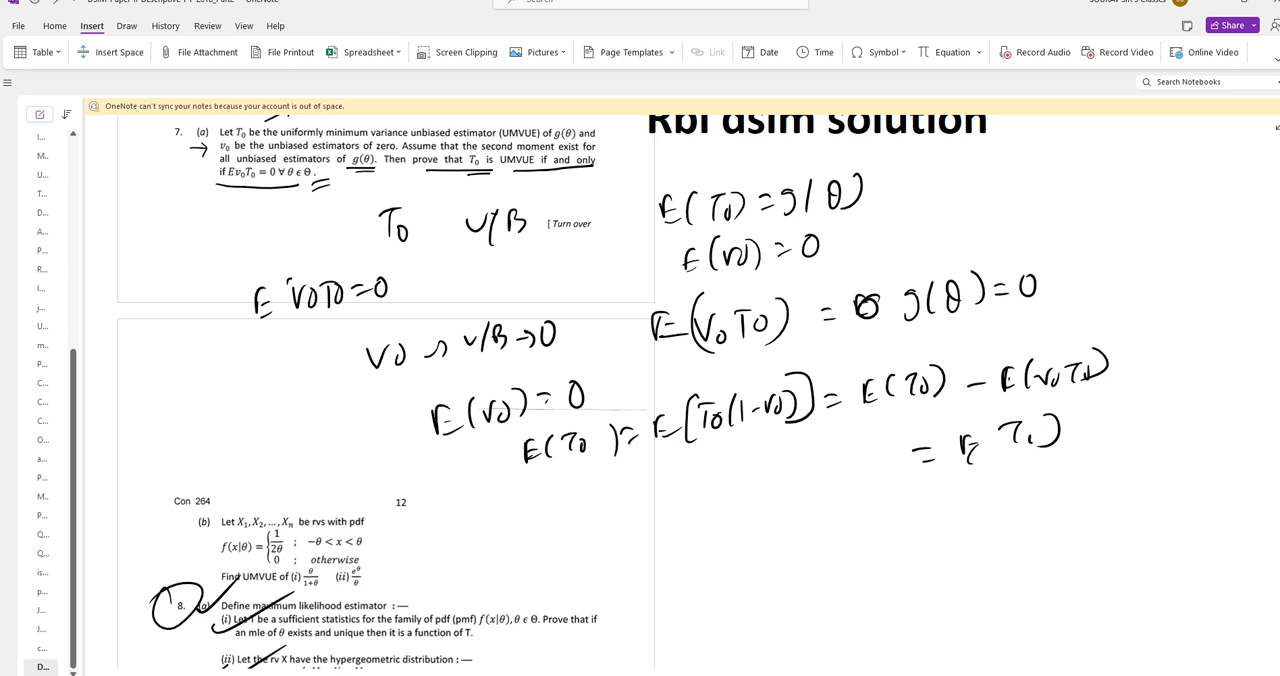 File Home Insert Draw History Review View Help
Share
Table Insert Space File Attachment File Printout Spreadsheet Screen Clipping Pictures Page Templates Link Date Time Symbol Equation Record Audio Record Video Online Video
Search Notebooks
OneNote can't sync your notes because your account is out of space.
Rbi dsim solution
7. (a) Let T₀ be the uniformly minimum variance unbiased estimator (UMVUE) of g(θ) and
v₀ be the unbiased estimators of zero. Assume that the second moment exist for
all unbiased estimators of g(θ). Then prove that T₀ is UMVUE if and only
if Ev₀T₀ = 0 ∀ θ ϵ Θ.
[ Turn over
T₀ U/B
E V0T0=0
V0 → U/B → 0
E(V0) = 0
E(T0) = g(θ)
E(V0) = 0
E(V₀T0) = 0 g(θ) = 0
E(T0) = E[T0(1-V0)] = E(T0) - E(V0T0)
Con 264 12
(b) Let X₁, X₂, ..., Xₙ be rvs with pdf
f(x|θ) = { 1/2θ ; −θ < x < θ
0 ; otherwise
Find UMVUE of (i) θ/1+θ (ii) e^θ/θ
8. (a) Define maximum likelihood estimator : —
(i) Let T be a sufficient statistics for the family of pdf (pmf) f(x|θ), θ ϵ Θ. Prove that if
an mle of θ exists and unique then it is a function of T.
(ii) Let the rv X have the hypergeometric distribution : —
I...
M...
U...
T...
D...
A...
P...
R...
I...
j...
U...
m...
P...
C...
C...
O...
a...
P...
M...
P...
Q...
Q...
is...
p...
J...
J...
c...
D...